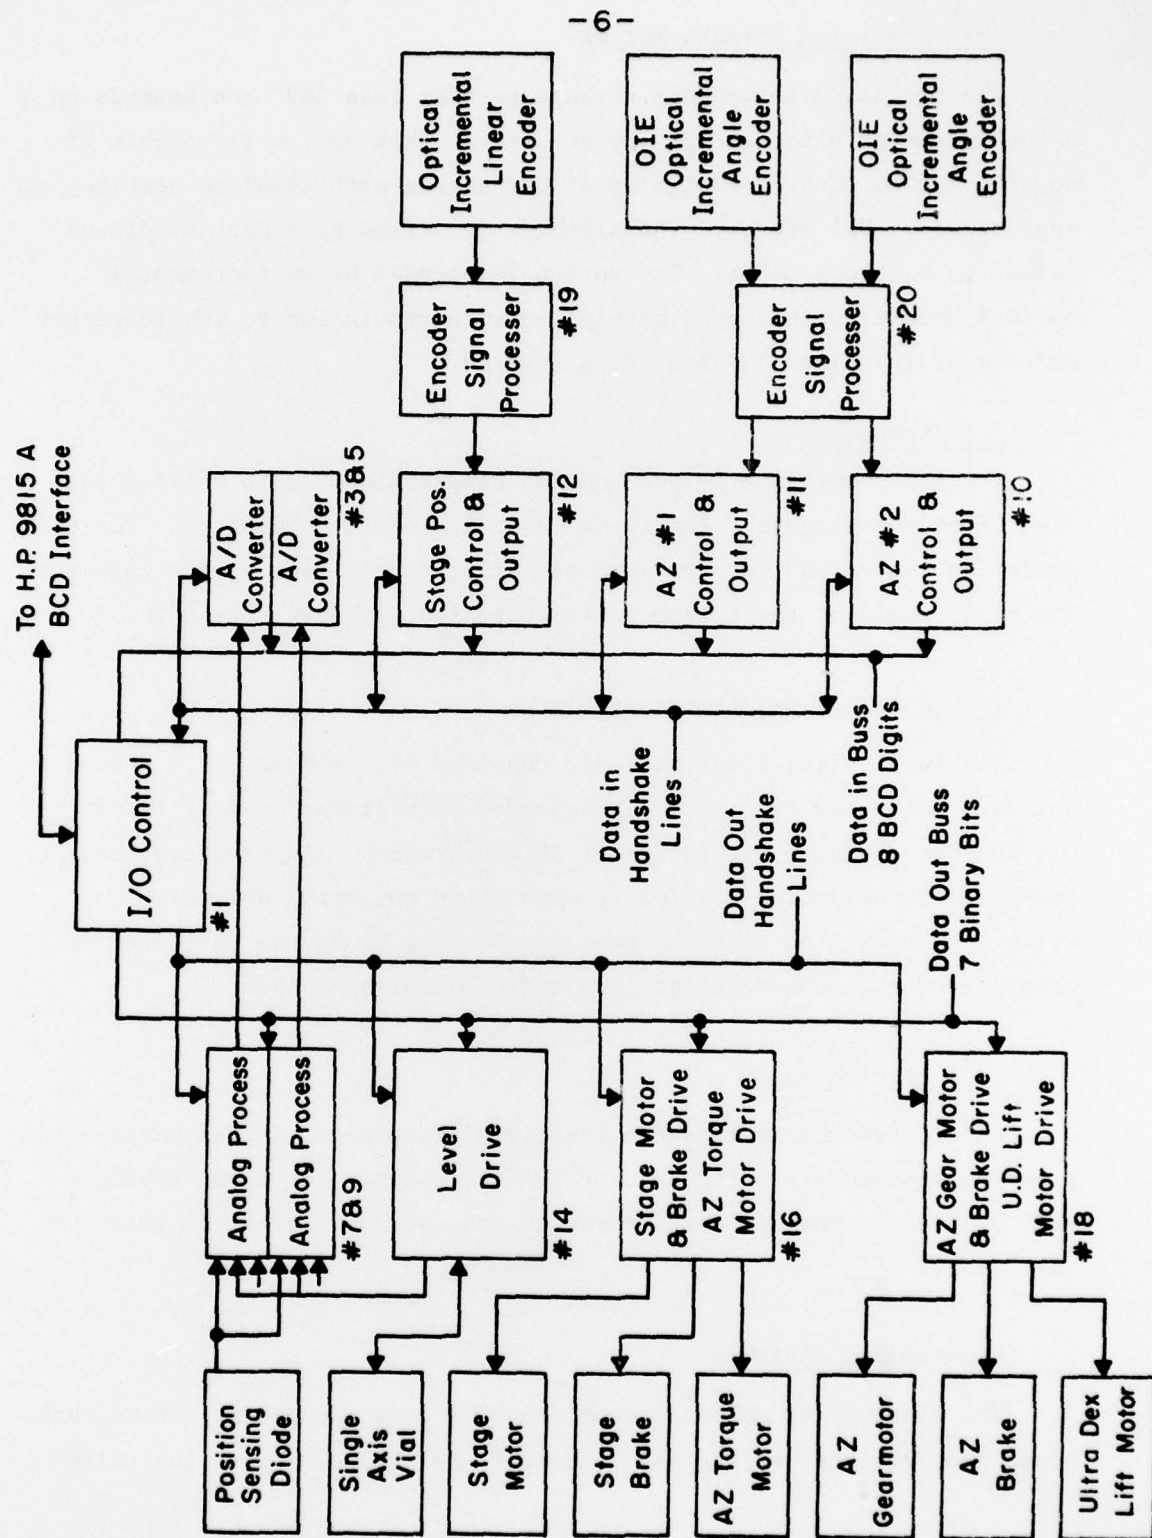 -6-
To H.P. 9815 A
BCD Interface
I/O Control
#1
Position
Sensing
Diode
Single
Axis
Vial
Stage
Motor
Stage
Brake
AZ Torque
Motor
AZ
Gearmotor
AZ
Brake
Ultra Dex
Lift Motor
Analog Process
Analog Process
#7&9
Level
Drive
#14
Stage Motor
& Brake Drive
AZ Torque
Motor Drive
#16
AZ Gear Motor
& Brake Drive
U.D. Lift
Motor Drive
#18
Data in
Handshake
Lines
Data Out
Handshake
Lines
Data in Buss
8 BCD Digits
Data Out Buss
7 Binary Bits
A/D
Converter
A/D
Converter
#3&5
Stage Pos.
Control &
Output
#12
AZ #1
Control &
Output
#11
AZ #2
Control &
Output
#10
Encoder
Signal
Processer
#19
Encoder
Signal
Processer
#20
Optical
Incremental
Linear
Encoder
OIE
Optical
Incremental
Angle
Encoder
OIE
Optical
Incremental
Angle
Encoder